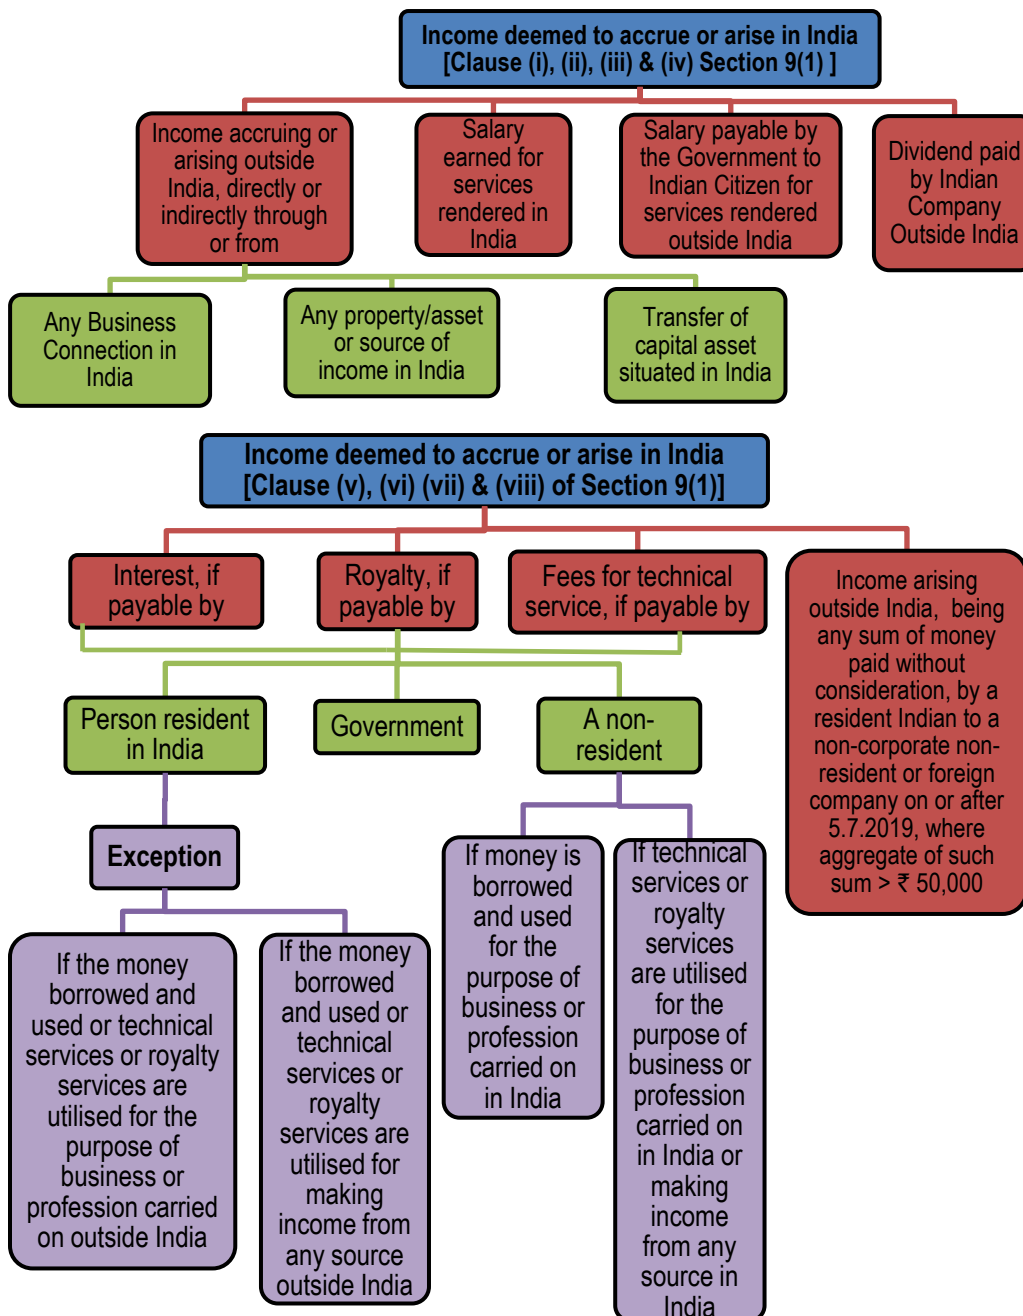 Income deemed to accrue or arise in India
[Clause (i), (ii), (iii) & (iv) Section 9(1) ]
Income accruing or
arising outside
India, directly or
indirectly through
or from
Salary
earned for
services
rendered in
India
Salary payable by
the Government to
Indian Citizen for
services rendered
outside India
Dividend paid
by Indian
Company
Outside India
Any Business
Connection in
India
Any property/asset
or source of
income in India
Transfer of
capital asset
situated in India
Income deemed to accrue or arise in India
[Clause (v), (vi) (vii) & (viii) of Section 9(1)]
Interest, if
payable by
Royalty, if
payable by
Fees for technical
service, if payable by
Income arising
outside India, being
any sum of money
paid without
consideration, by a
resident Indian to a
non-corporate non-
resident or foreign
company on or after
5.7.2019, where
aggregate of such
sum > ₹ 50,000
Person resident
in India
Government
A non-
resident
Exception
If the money
borrowed and
used or technical
services or royalty
services are
utilised for the
purpose of
business or
profession carried
on outside India
If the money
borrowed
and used or
technical
services or
royalty
services are
utilised for
making
income from
any source
outside India
If money is
borrowed
and used
for the
purpose of
business or
profession
carried on
in India
If technical
services or
royalty
services
are utilised
for the
purpose of
business or
profession
carried on
in India or
making
income
from any
source in
India